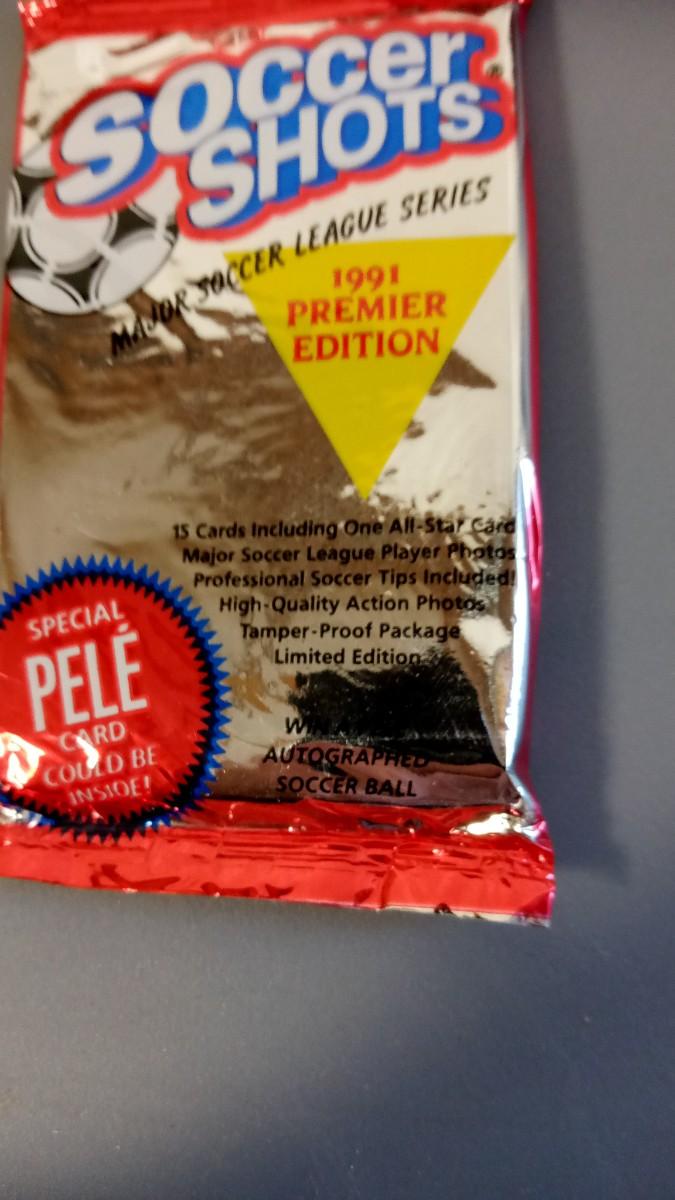 SOCCER
SHOTS®
MAJOR SOCCER LEAGUE SERIES
1991
PREMIER
EDITION
15 Cards Including One All-Star Card
Major Soccer League Player Photos
Professional Soccer Tips Included!
High-Quality Action Photos
Tamper-Proof Package
Limited Edition
SPECIAL
PELÉ
CARD
COULD BE
INSIDE!
WIN
AUTOGRAPHED
SOCCER BALL